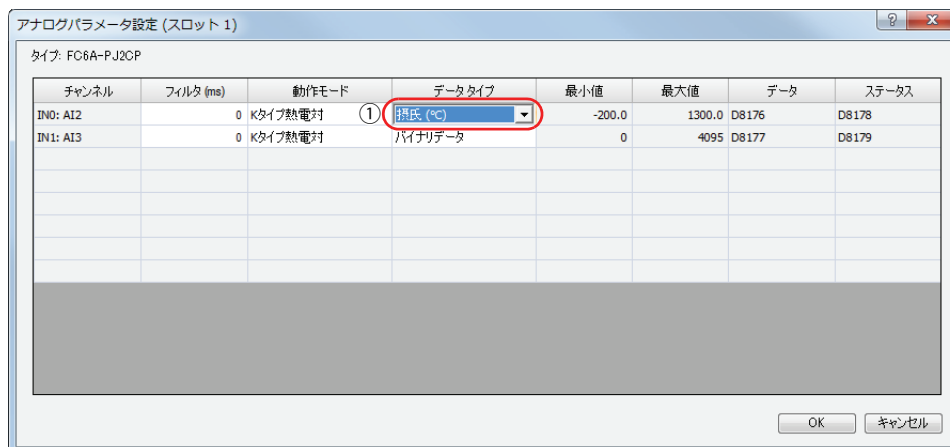 アナログパラメータ設定 (スロット 1)
タイプ: FC6A-PJ2CP
チャンネル フィルタ (ms) 動作モード データタイプ 最小値 最大値 データ ステータス
IN0: AI2 0 Kタイプ熱電対 ① 摂氏 (℃) -200.0 1300.0 D8176 D8178
IN1: AI3 0 Kタイプ熱電対 バイナリデータ 0 4095 D8177 D8179
OK キャンセル